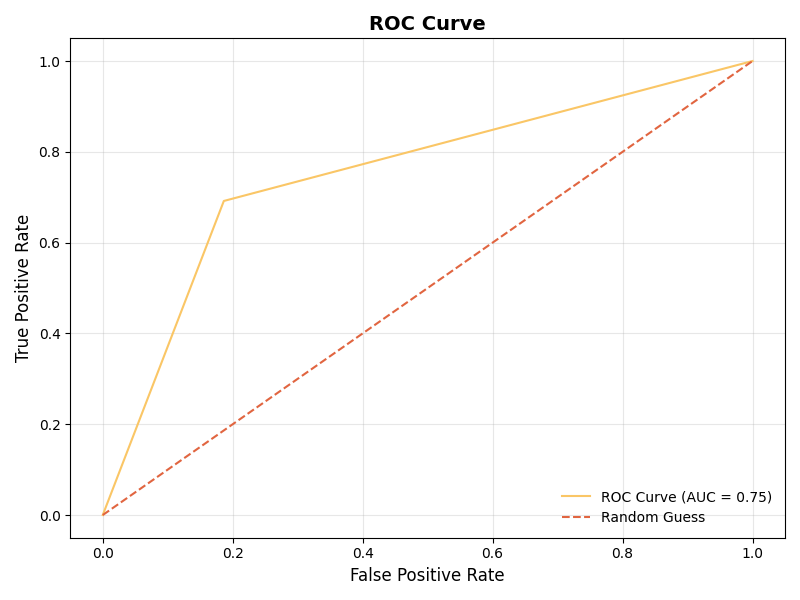 ROC Curve
1.0
0.8
0.6
0.4
0.2
0.0
True Positive Rate
0.0 0.2 0.4 0.6 0.8 1.0
False Positive Rate
ROC Curve (AUC = 0.75)
Random Guess